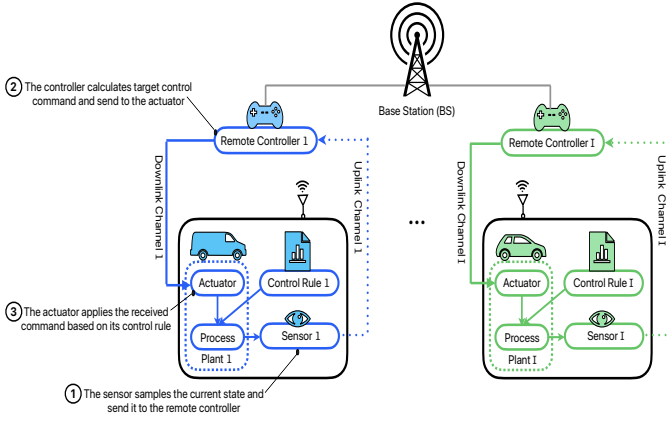 Base Station (BS)
2 The controller calculates target control
command and send to the actuator
Remote Controller 1
Downlink Channel 1
Uplink Channel 1
Actuator
Control Rule 1
Process
Sensor 1
Plant 1
3 The actuator applies the received
command based on its control rule
1 The sensor samples the current state and
send it to the remote controller
...
Remote Controller I
Downlink Channel I
Uplink Channel I
Actuator
Control Rule I
Process
Sensor I
Plant I